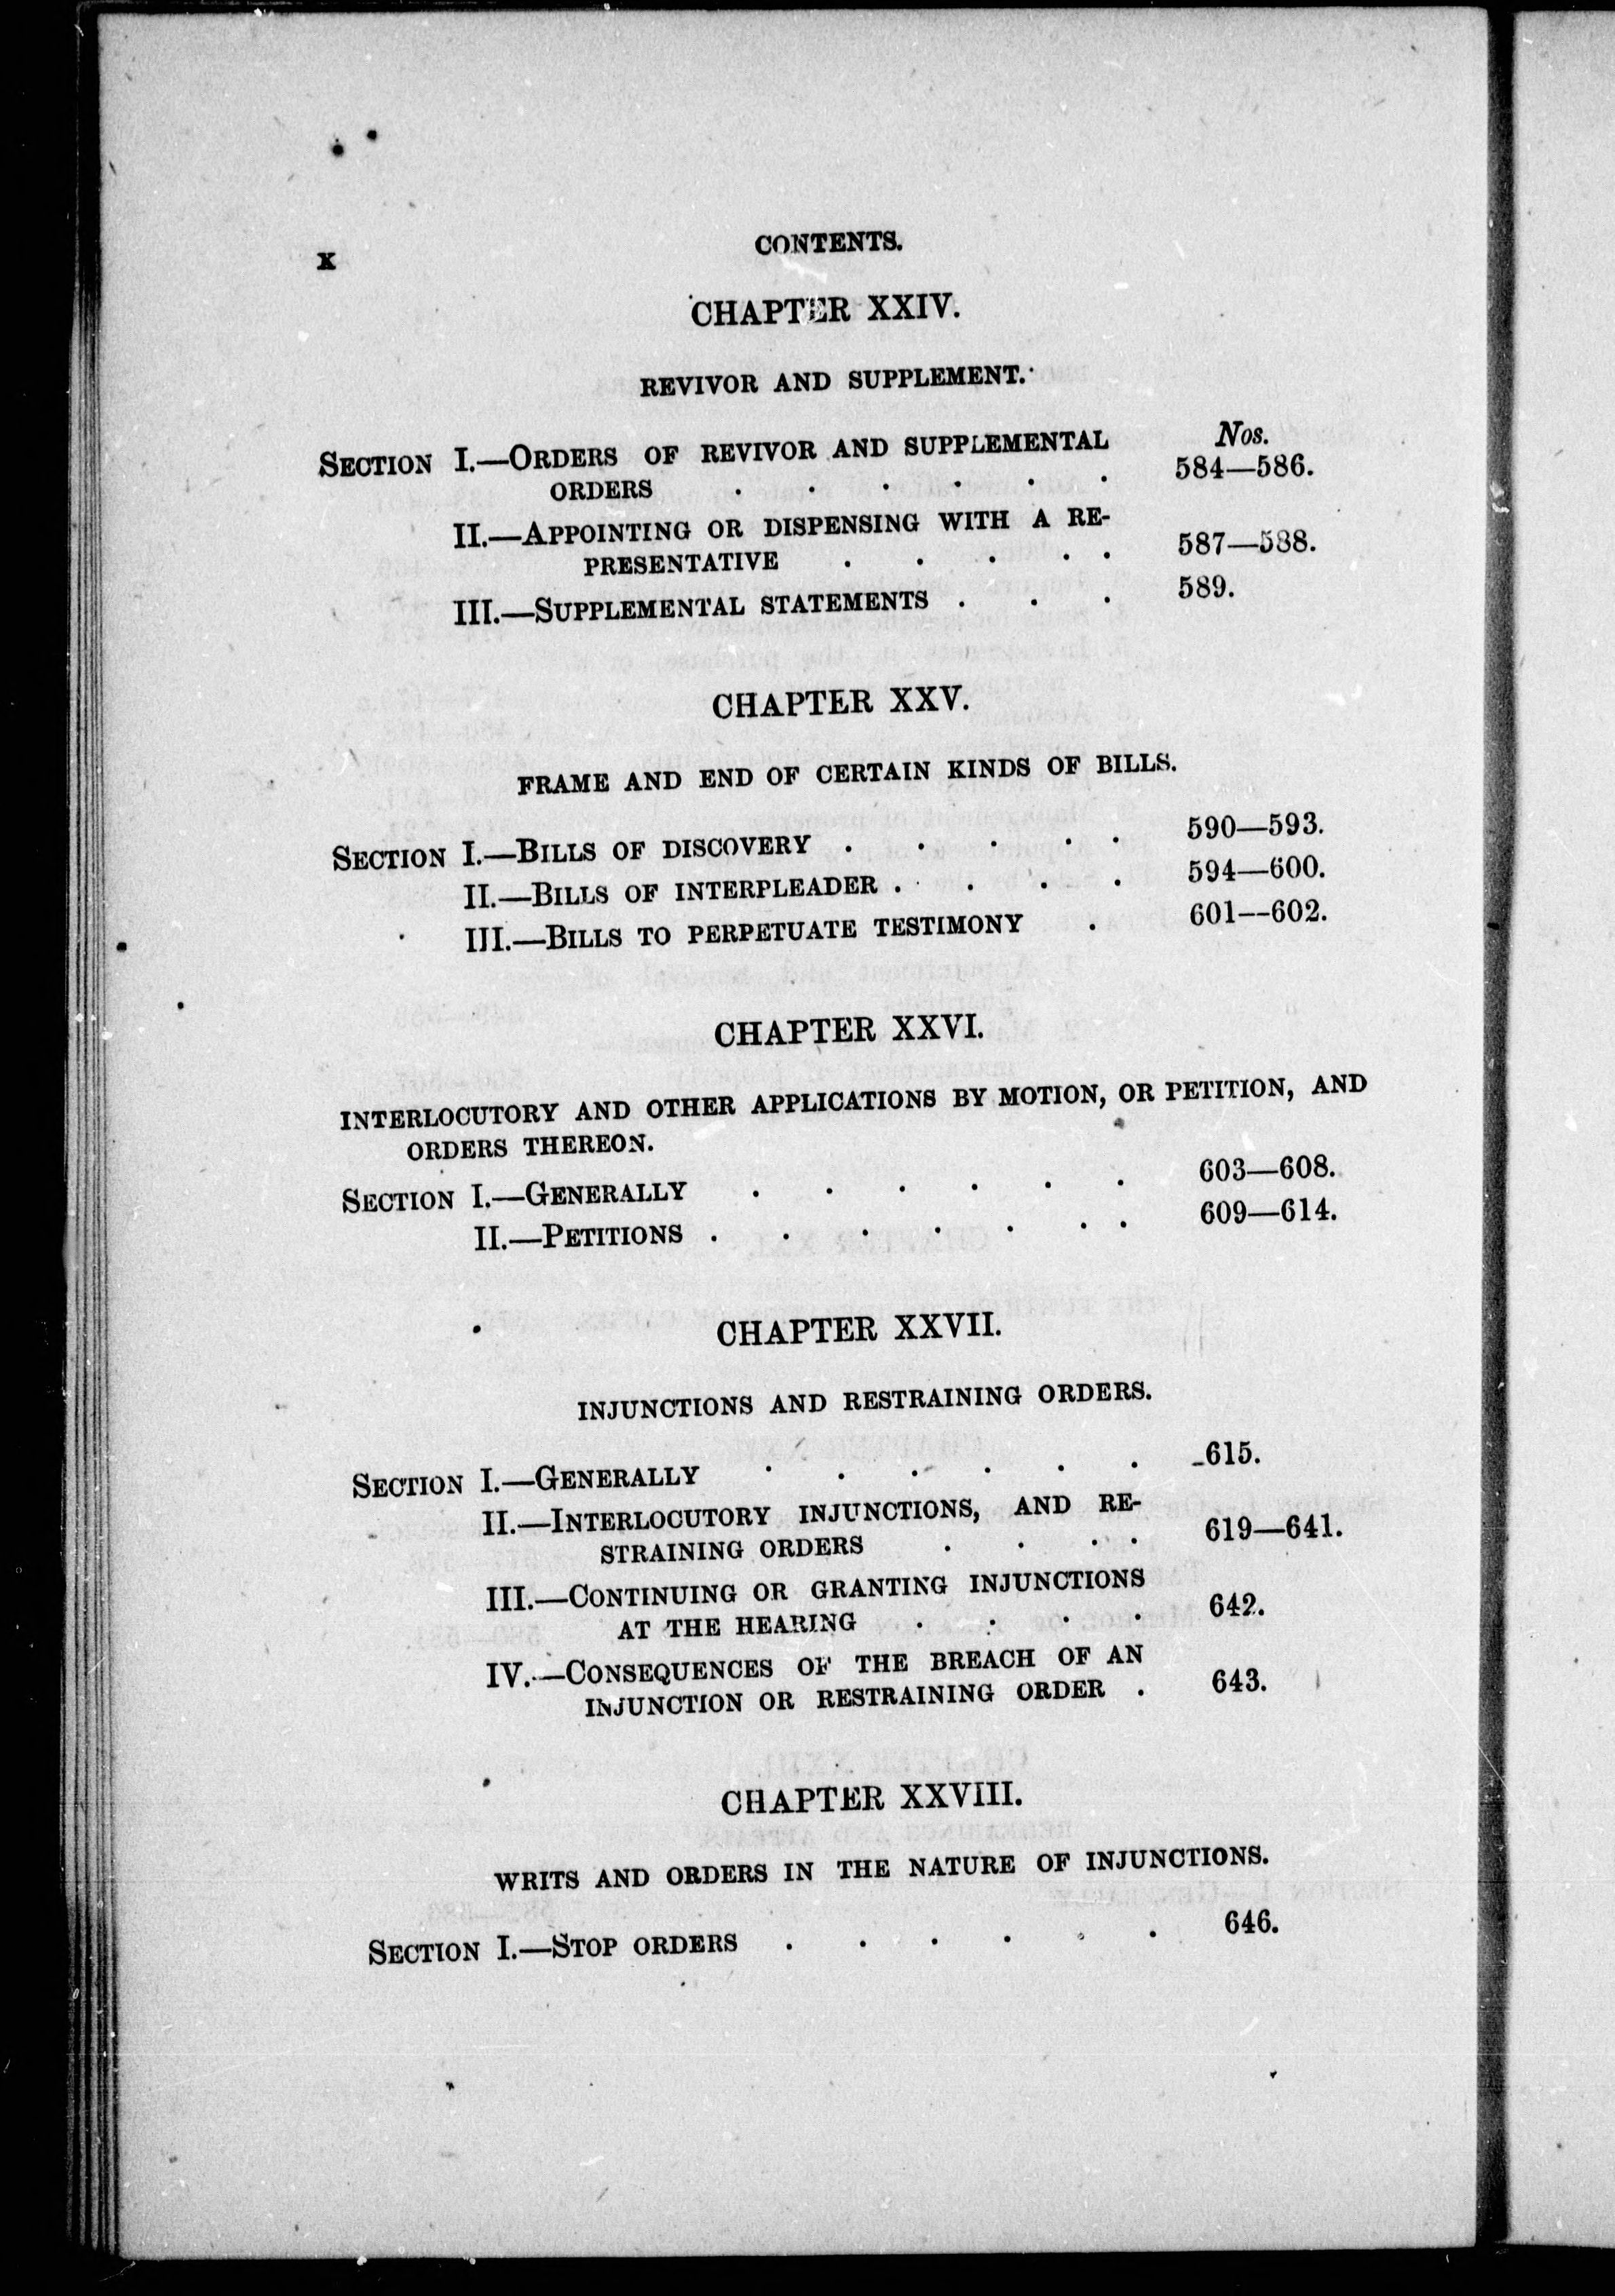 x
CONTENTS.
CHAPTER XXIV.
REVIVOR AND SUPPLEMENT.
Nos.
SECTION I.—ORDERS OF REVIVOR AND SUPPLEMENTAL
ORDERS . . . . . . 584—586.
II.—APPOINTING OR DISPENSING WITH A RE-
PRESENTATIVE . . . . . 587—588.
III.—SUPPLEMENTAL STATEMENTS . . . 589.
CHAPTER XXV.
FRAME AND END OF CERTAIN KINDS OF BILLS.
SECTION I.—BILLS OF DISCOVERY . . . . . 590—593.
II.—BILLS OF INTERPLEADER . . . . 594—600.
III.—BILLS TO PERPETUATE TESTIMONY . 601—602.
CHAPTER XXVI.
INTERLOCUTORY AND OTHER APPLICATIONS BY MOTION, OR PETITION, AND
ORDERS THEREON.
SECTION I.—GENERALLY . . . . . . 603—608.
II.—PETITIONS . . . . . . . 609—614.
CHAPTER XXVII.
INJUNCTIONS AND RESTRAINING ORDERS.
SECTION I.—GENERALLY . . . . . . 615.
II.—INTERLOCUTORY INJUNCTIONS, AND RE-
STRAINING ORDERS . . . . 619—641.
III.—CONTINUING OR GRANTING INJUNCTIONS
AT THE HEARING . . . . 642.
IV.—CONSEQUENCES OF THE BREACH OF AN
INJUNCTION OR RESTRAINING ORDER . 643.
CHAPTER XXVIII.
WRITS AND ORDERS IN THE NATURE OF INJUNCTIONS.
SECTION I.—STOP ORDERS . . . . . . 646.